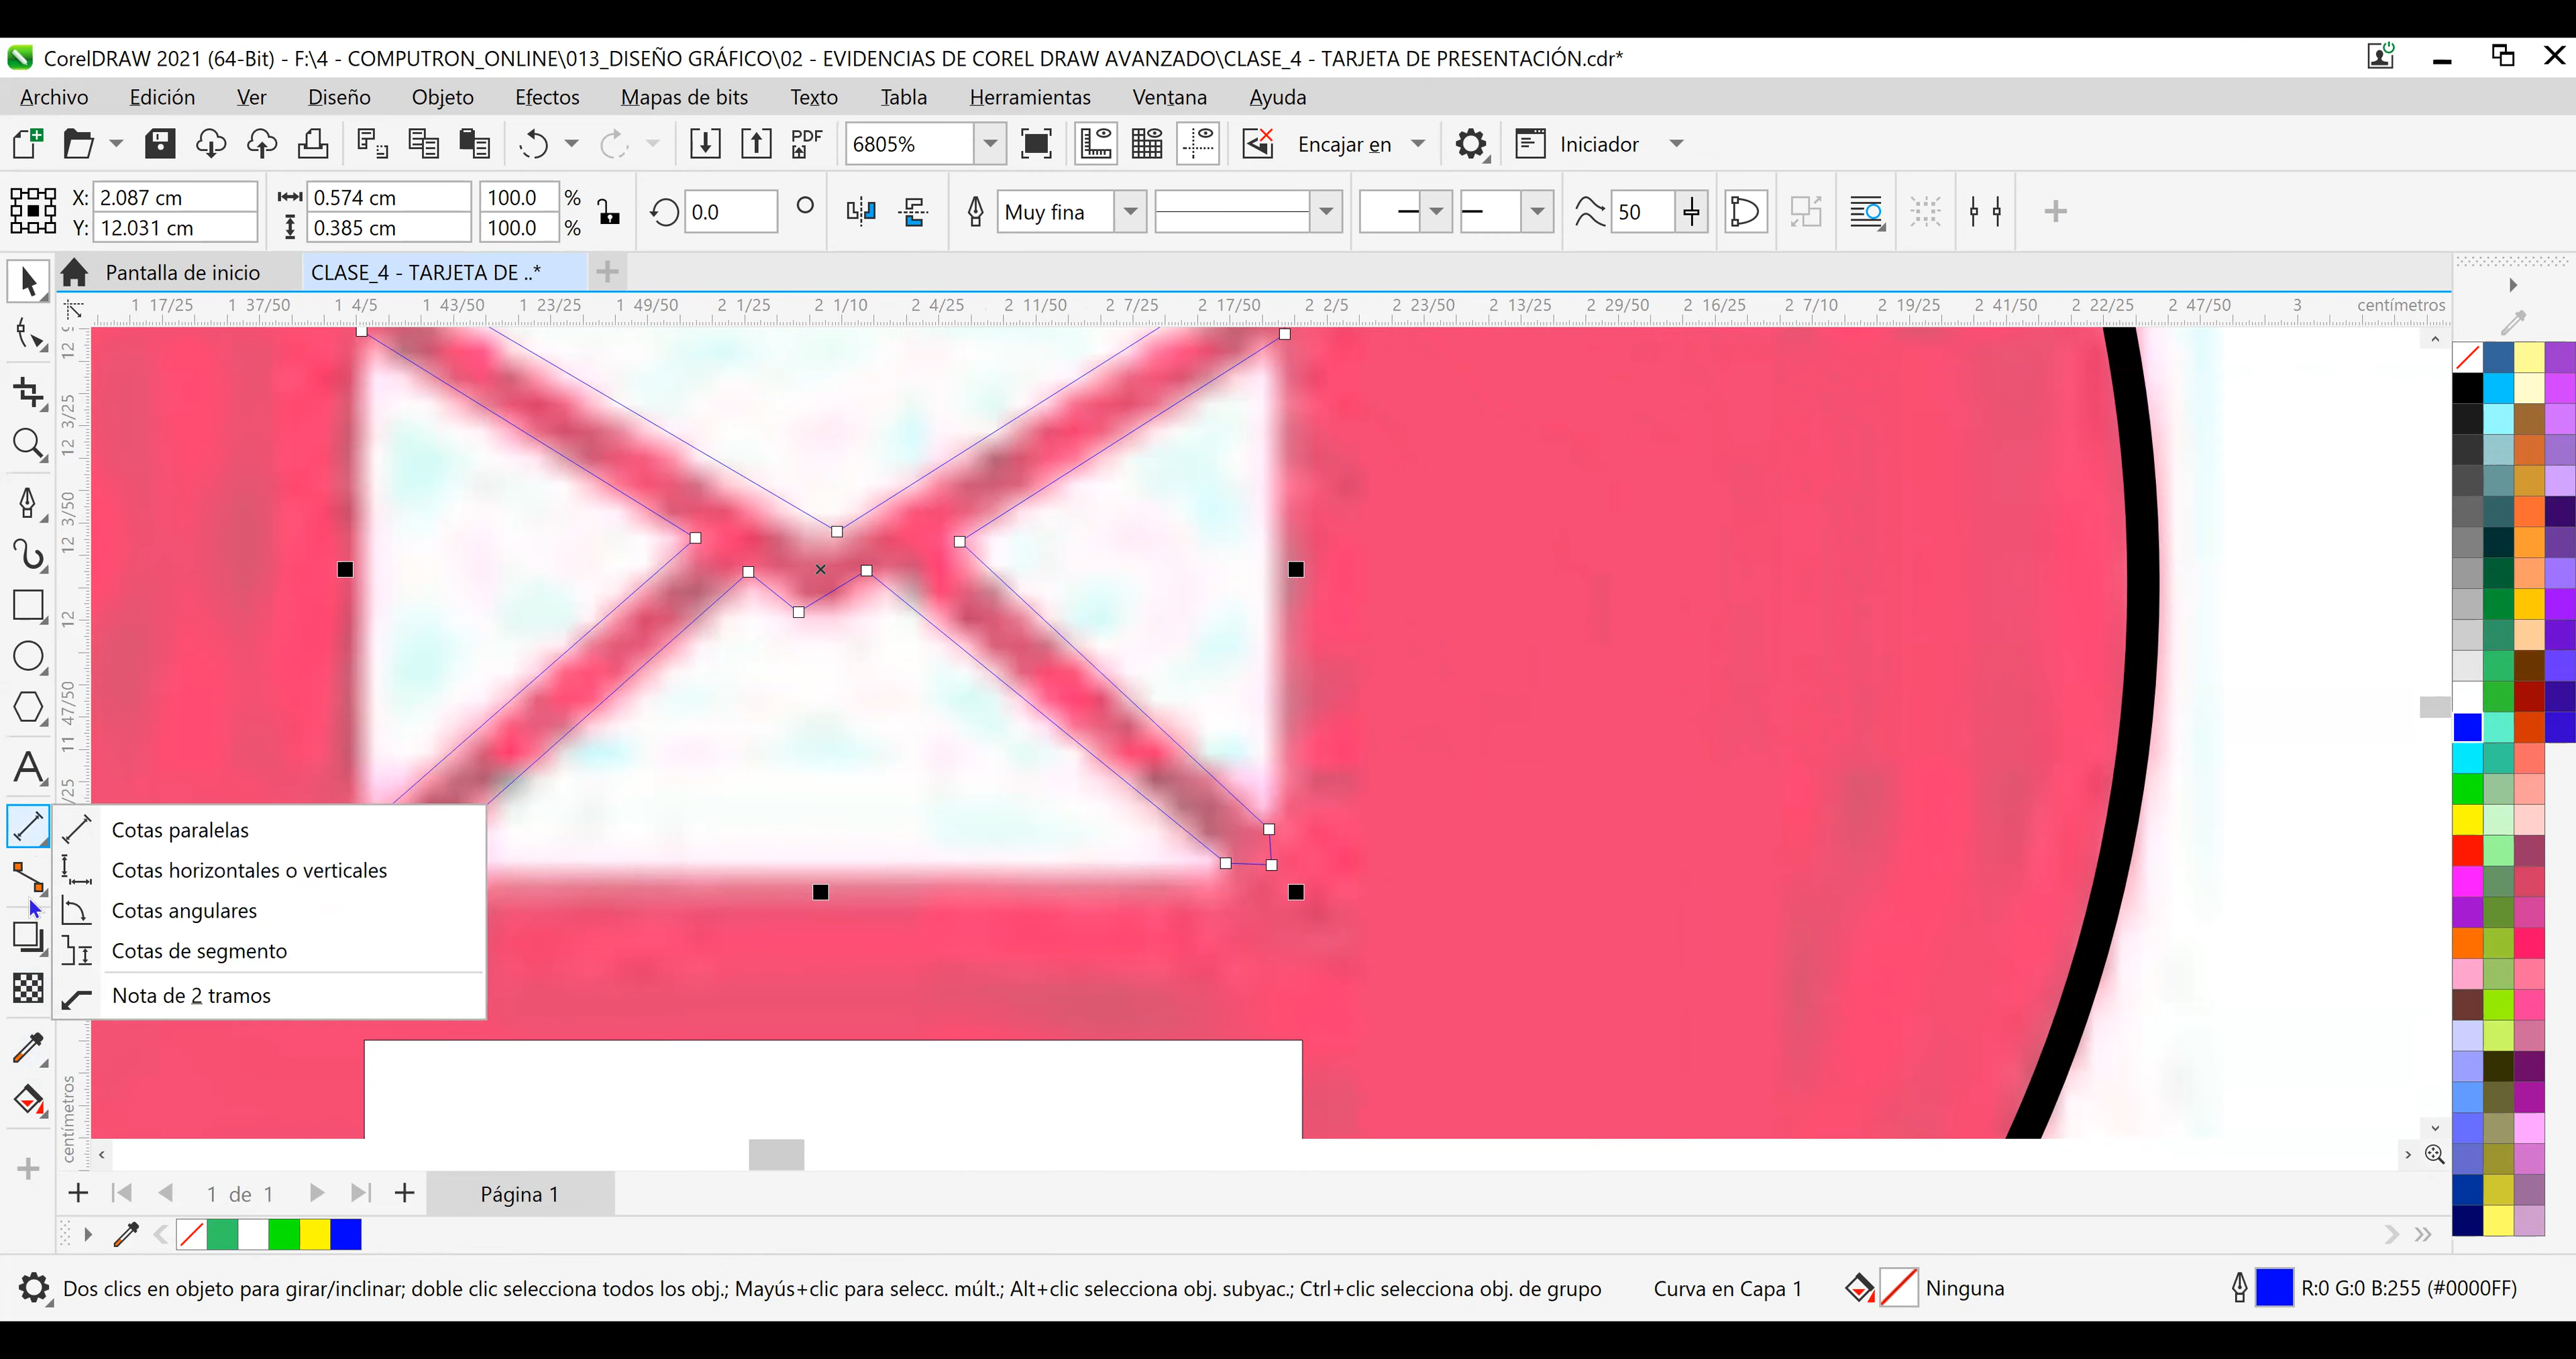 CorelDRAW 2021 (64-Bit) - F:\4 - COMPUTRON_ONLINE\013_DISEÑO GRÁFICO\02 - EVIDENCIAS DE COREL DRAW AVANZADO\CLASE_4 - TARJETA DE PRESENTACIÓN.cdr*
Archivo Edición Ver Diseño Objeto Efectos Mapas de bits Texto Tabla Herramientas Ventana Ayuda
PDF 6805% Encajar en Iniciador
X: 2.087 cm 0.574 cm 100.0 % 0.0 Muy fina 50
Y: 12.031 cm 0.385 cm 100.0 %
Pantalla de inicio CLASE_4 - TARJETA DE ..*
1 17/25 1 37/50 1 4/5 1 43/50 1 23/25 1 49/50 2 1/25 2 1/10 2 4/25 2 11/50 2 7/25 2 17/50 2 2/5 2 23/50 2 13/25 2 29/50 2 16/25 2 7/10 2 19/25 2 41/50 2 22/25 2 47/50 3 centímetros
12 3/25
12 3/50
12
11 47/50
Cotas paralelas
Cotas horizontales o verticales
Cotas angulares
Cotas de segmento
Nota de 2 tramos
centímetros
1 de 1 Página 1
Dos clics en objeto para girar/inclinar; doble clic selecciona todos los obj.; Mayús+clic para selecc. múlt.; Alt+clic selecciona obj. subyac.; Ctrl+clic selecciona obj. de grupo Curva en Capa 1 Ninguna R:0 G:0 B:255 (#0000FF)